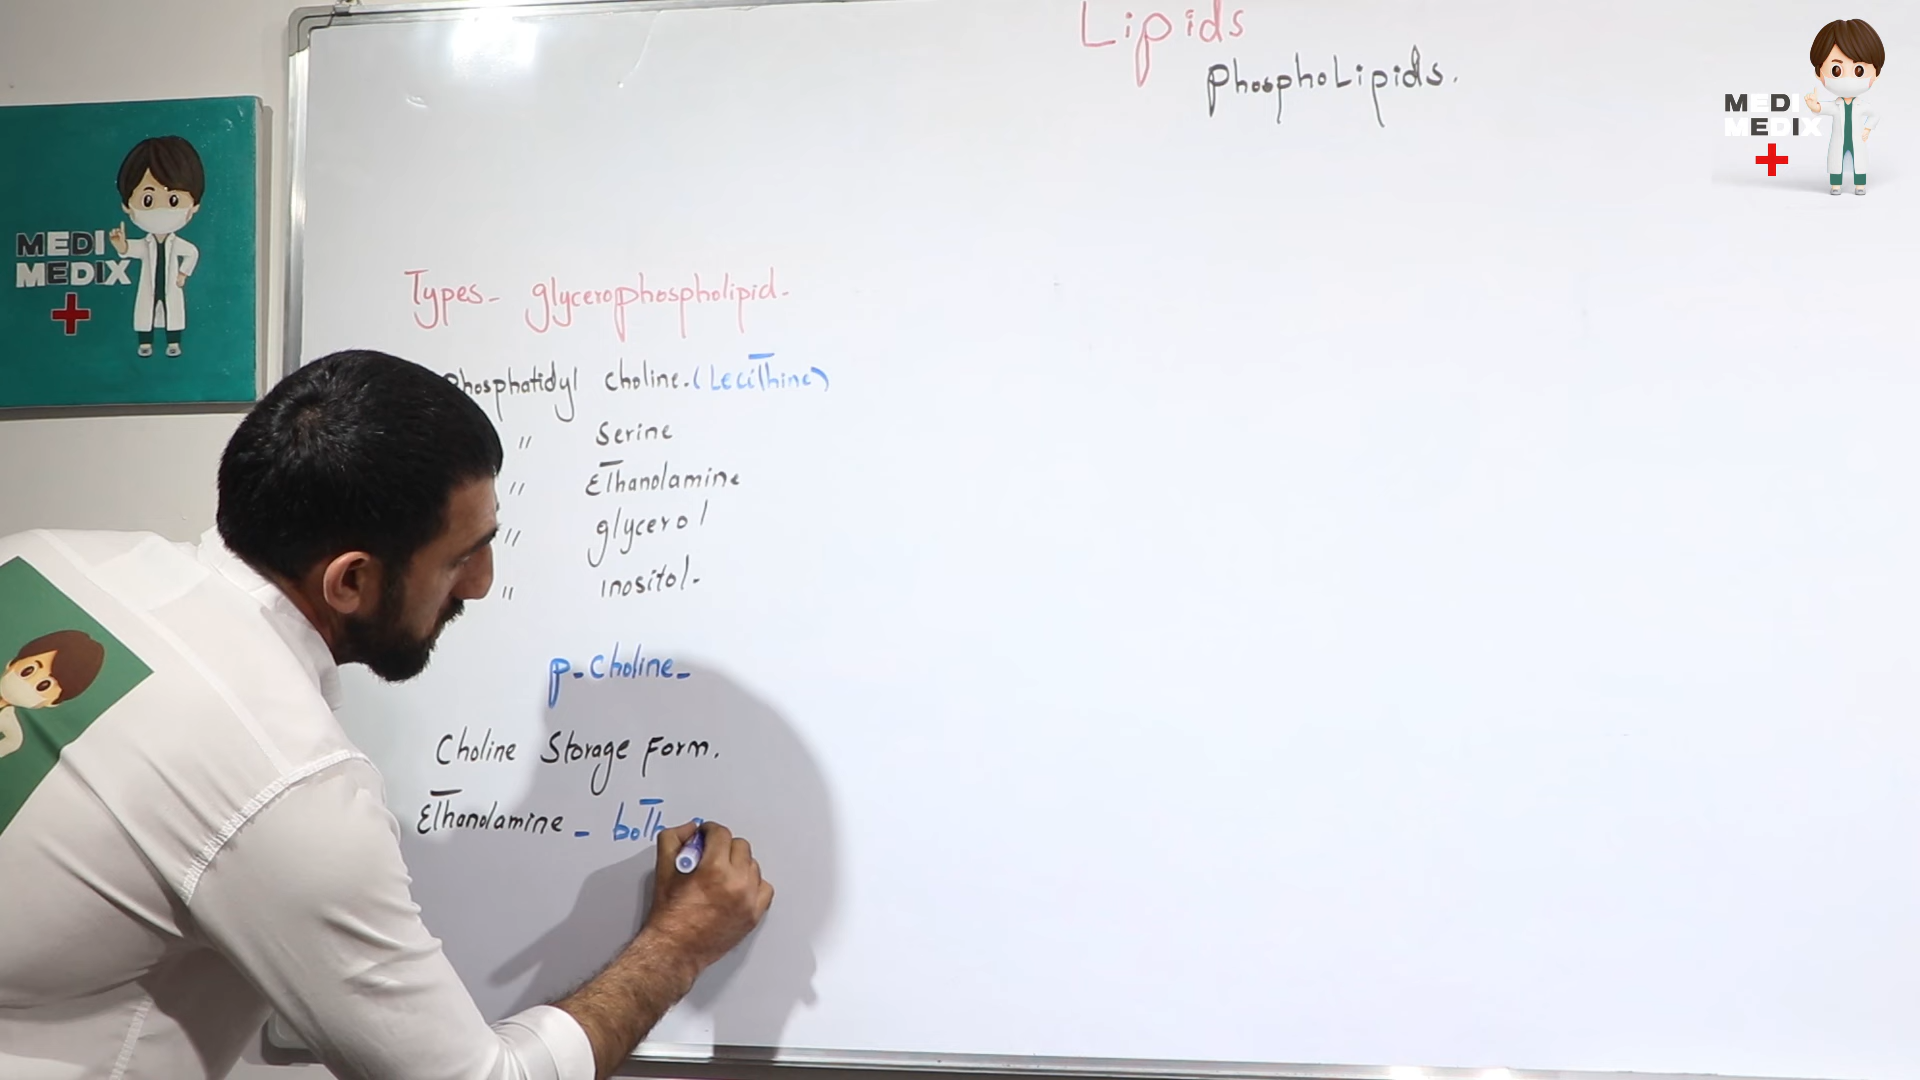 Lipids
PhosphoLipids.
MEDI
MEDIX
MEDI
MEDIX
Types- glycerophospholipid-
Phosphatidyl choline.(Lecithine)
" Serine
" EThanolamine
" glycerol
" inositol-
P-Choline-
Choline Storage Form.
EThanolamine - boTh